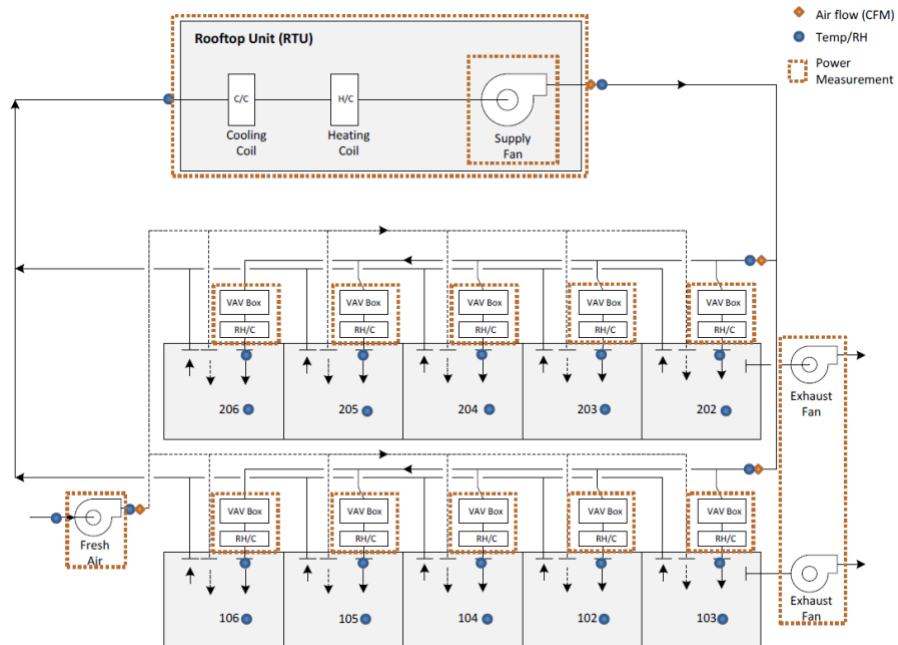 Air flow (CFM)
Temp/RH
Power
Measurement
Rooftop Unit (RTU)
C/C
H/C
Cooling
Coil
Heating
Coil
Supply
Fan
VAV Box
VAV Box
VAV Box
VAV Box
VAV Box
RH/C
RH/C
RH/C
RH/C
RH/C
206
205
204
203
202
Exhaust
Fan
VAV Box
VAV Box
VAV Box
VAV Box
VAV Box
RH/C
RH/C
RH/C
RH/C
RH/C
Fresh
Air
106
105
104
102
103
Exhaust
Fan